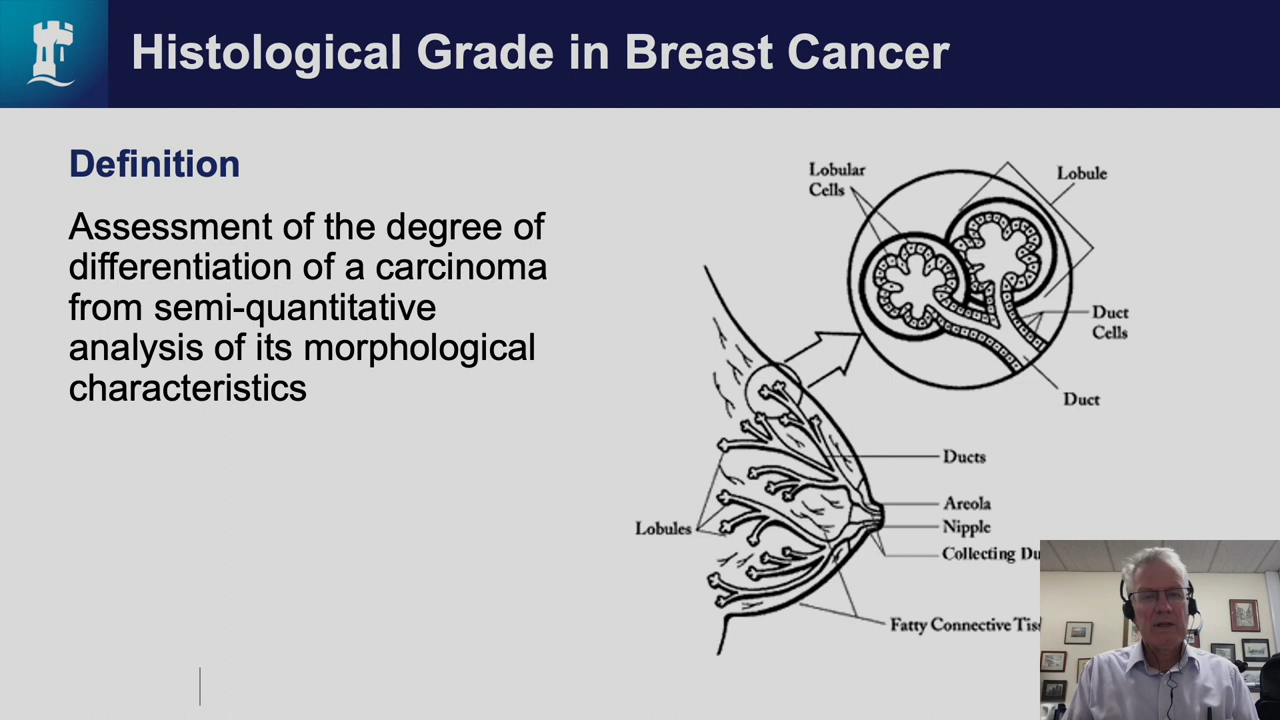 Histological Grade in Breast Cancer
Definition
Assessment of the degree of
differentiation of a carcinoma
from semi-quantitative
analysis of its morphological
characteristics
Lobular
Cells
Lobule
Duct
Cells
Duct
Ducts
Areola
Nipple
Lobules
Collecting Du
Fatty Connective Tis